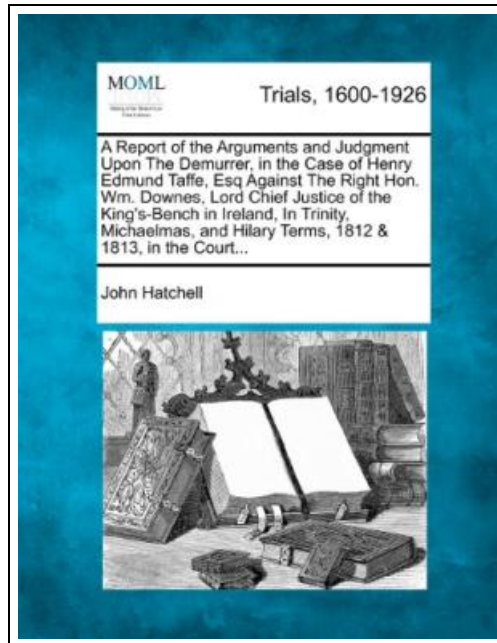 MOML
Trials, 1600-1926
A Report of the Arguments and Judgment
Upon The Demurrer, in the Case of Henry
Edmund Taffe, Esq Against The Right Hon.
Wm. Downes, Lord Chief Justice of the
King's-Bench in Ireland, In Trinity,
Michaelmas, and Hilary Terms, 1812 &
1813, in the Court...
John Hatchell